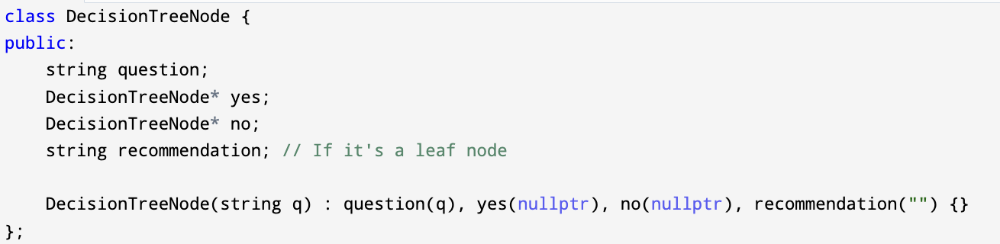 class DecisionTreeNode {
public:
    string question;
    DecisionTreeNode* yes;
    DecisionTreeNode* no;
    string recommendation; // If it's a leaf node

    DecisionTreeNode(string q) : question(q), yes(nullptr), no(nullptr), recommendation("") {}
};